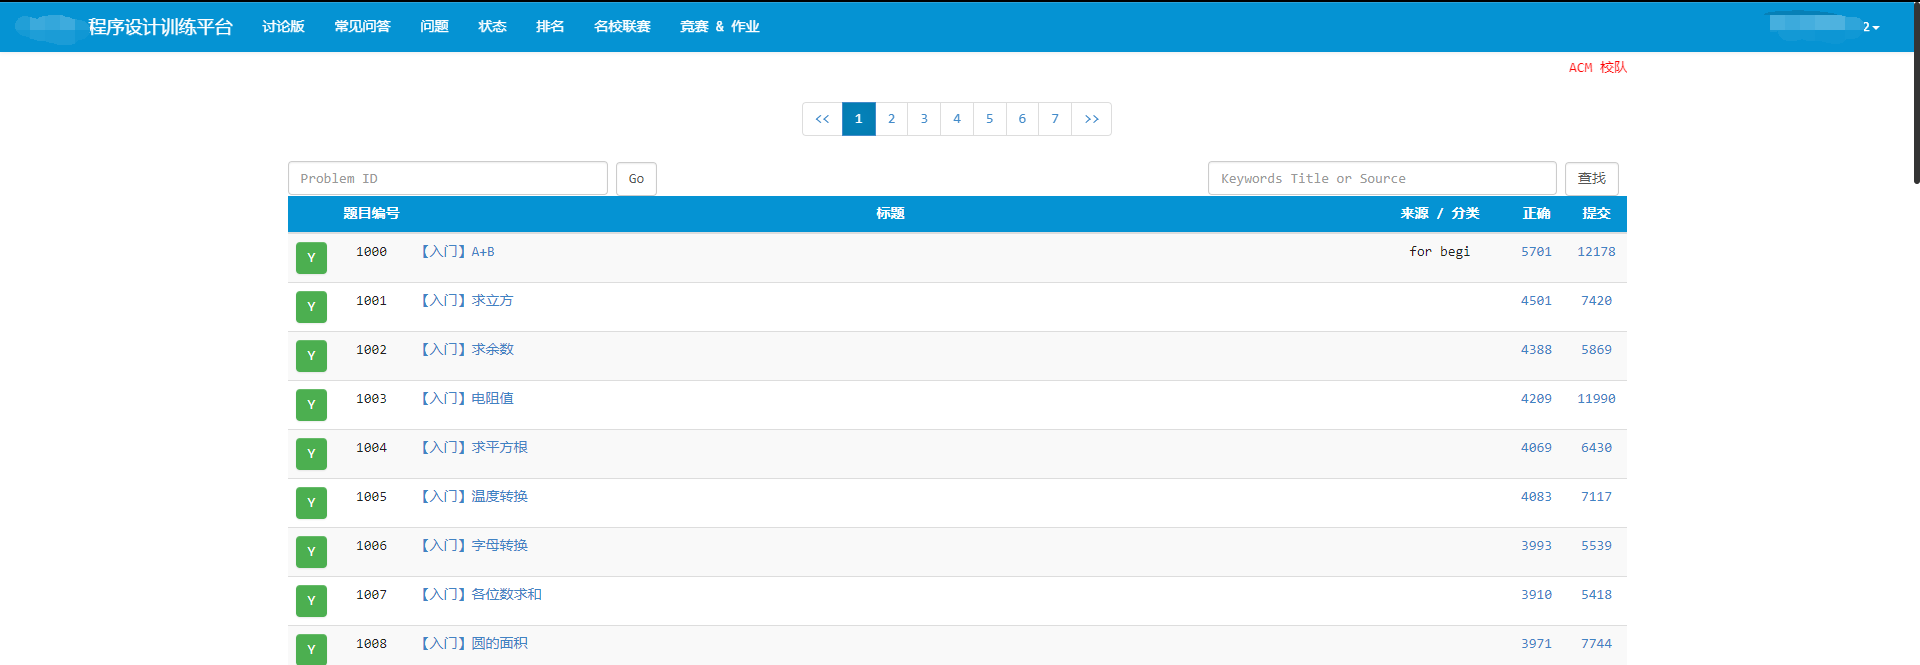 程序设计训练平台 讨论版 常见问答 问题 状态 排名 名校联赛 竞赛 & 作业 2
ACM 校队
<< 1 2 3 4 5 6 7 >>
Problem ID Go Keywords Title or Source 查找
题目编号 标题 来源 / 分类 正确 提交
Y 1000 【入门】A+B for begi 5701 12178
Y 1001 【入门】求立方 4501 7420
Y 1002 【入门】求余数 4388 5869
Y 1003 【入门】电阻值 4209 11990
Y 1004 【入门】求平方根 4069 6430
Y 1005 【入门】温度转换 4083 7117
Y 1006 【入门】字母转换 3993 5539
Y 1007 【入门】各位数求和 3910 5418
Y 1008 【入门】圆的面积 3971 7744